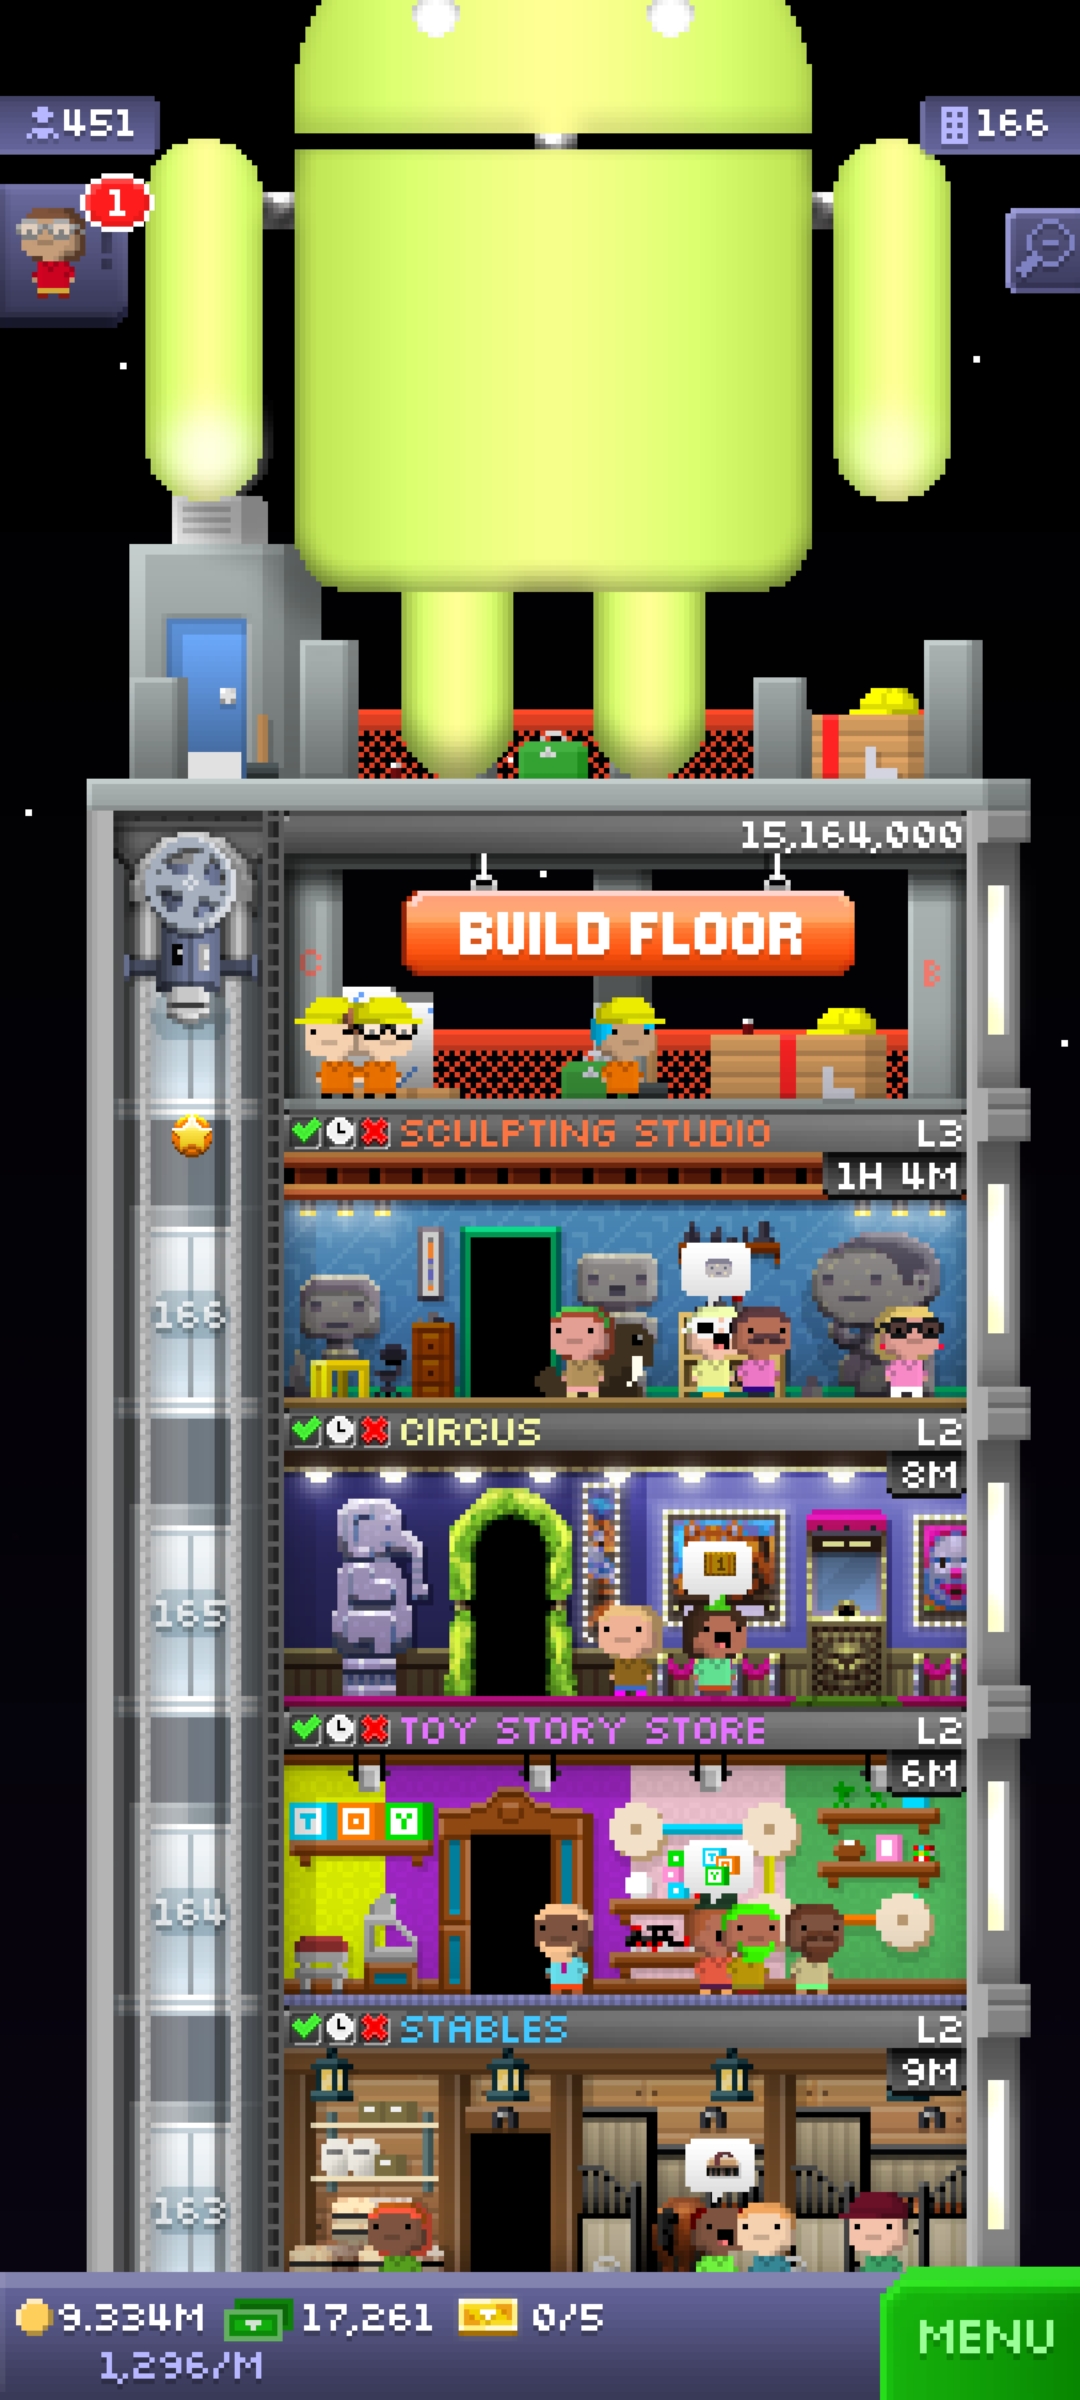 451
166
1
15,164,000
BUILD FLOOR
C
B
SCULPTING STUDIO L3
1H 4M
166
CIRCUS L2
8M
1
165
TOY STORY STORE L2
6M
T O Y
164
STABLES L2
9M
163
9.334M 17,261 0/5
1,296/M
MENU